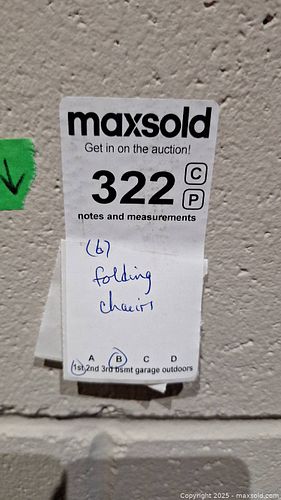 maxsold
Get in on the auction!
322 C
P
notes and measurements
(6)
folding
chairs
A B C D
1st 2nd 3rd bsmt garage outdoors
Copyright © 2025 - maxsold.com